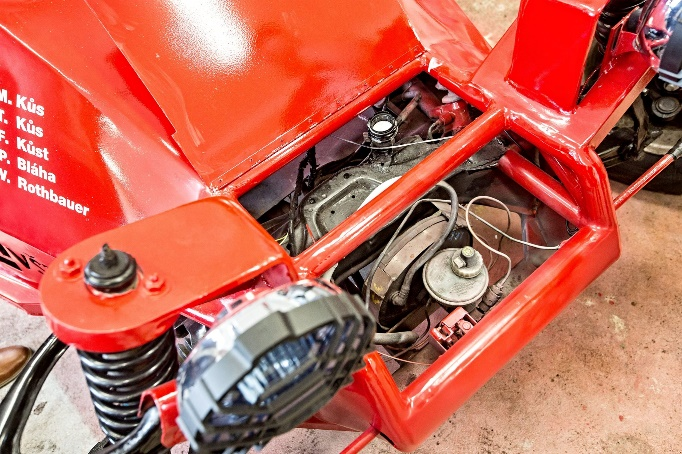 M. Kůs
T. Kůs
F. Kůst
P. Bláha
V. Rothbauer